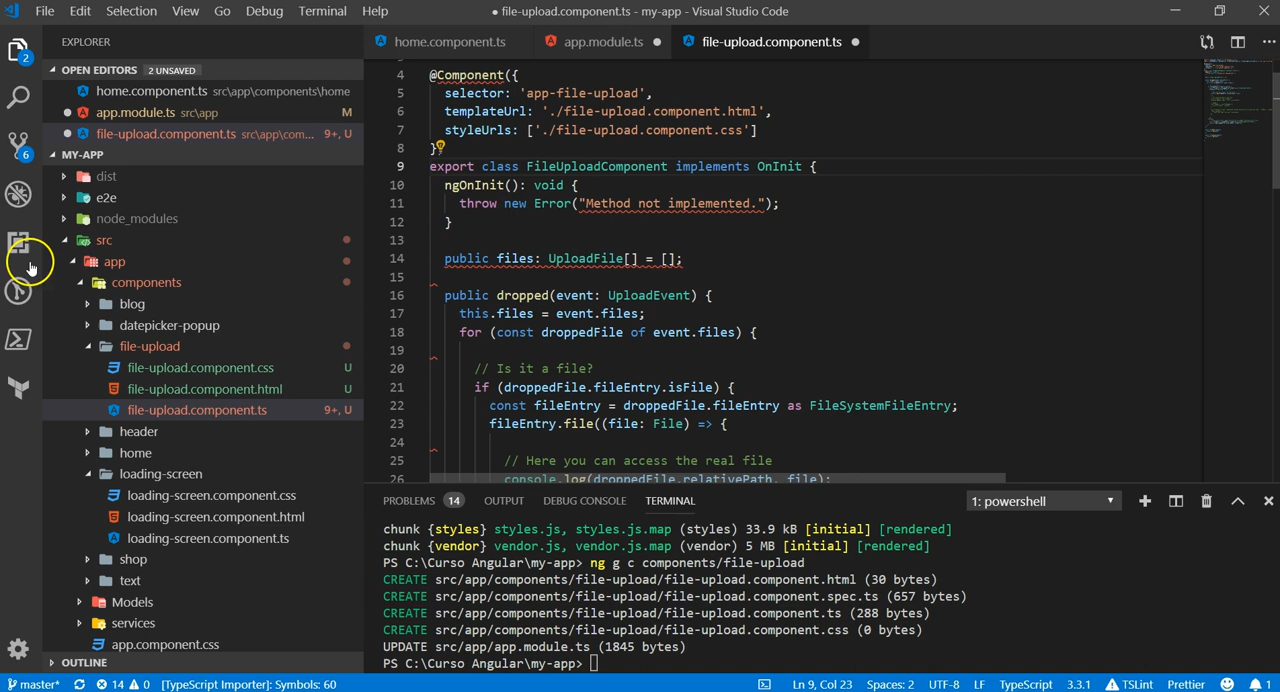 File Edit Selection View Go Debug Terminal Help ● file-upload.component.ts - my-app - Visual Studio Code
EXPLORER
home.component.ts
app.module.ts
file-upload.component.ts
2
6
OPEN EDITORS 2 UNSAVED
home.component.ts src\app\components\home
app.module.ts src\app M
file-upload.component.ts src\app\com... 9+, U
MY-APP
dist
e2e
node_modules
src
app
components
blog
datepicker-popup
file-upload
file-upload.component.css U
file-upload.component.html U
file-upload.component.ts 9+, U
header
home
loading-screen
loading-screen.component.css
loading-screen.component.html
loading-screen.component.ts
shop
text
Models
services
app.component.css
OUTLINE
4 @Component({
5 selector: 'app-file-upload',
6 templateUrl: './file-upload.component.html',
7 styleUrls: ['./file-upload.component.css']
8 })
9 export class FileUploadComponent implements OnInit {
10 ngOnInit(): void {
11 throw new Error("Method not implemented.");
12 }
13
14 public files: UploadFile[] = [];
15
16 public dropped(event: UploadEvent) {
17 this.files = event.files;
18 for (const droppedFile of event.files) {
19
20 // Is it a file?
21 if (droppedFile.fileEntry.isFile) {
22 const fileEntry = droppedFile.fileEntry as FileSystemFileEntry;
23 fileEntry.file((file: File) => {
24
25 // Here you can access the real file
26 console.log(droppedFile.relativePath, file);
PROBLEMS 14 OUTPUT DEBUG CONSOLE TERMINAL 1: powershell
chunk {styles} styles.js, styles.js.map (styles) 33.9 kB [initial] [rendered]
chunk {vendor} vendor.js, vendor.js.map (vendor) 5 MB [initial] [rendered]
PS C:\Curso Angular\my-app> ng g c components/file-upload
CREATE src/app/components/file-upload/file-upload.component.html (30 bytes)
CREATE src/app/components/file-upload/file-upload.component.spec.ts (657 bytes)
CREATE src/app/components/file-upload/file-upload.component.ts (288 bytes)
CREATE src/app/components/file-upload/file-upload.component.css (0 bytes)
UPDATE src/app/app.module.ts (1845 bytes)
PS C:\Curso Angular\my-app>
master* 14 0 [TypeScript Importer]: Symbols: 60 Ln 9, Col 23 Spaces: 2 UTF-8 LF TypeScript 3.3.1 TSLint Prettier 1